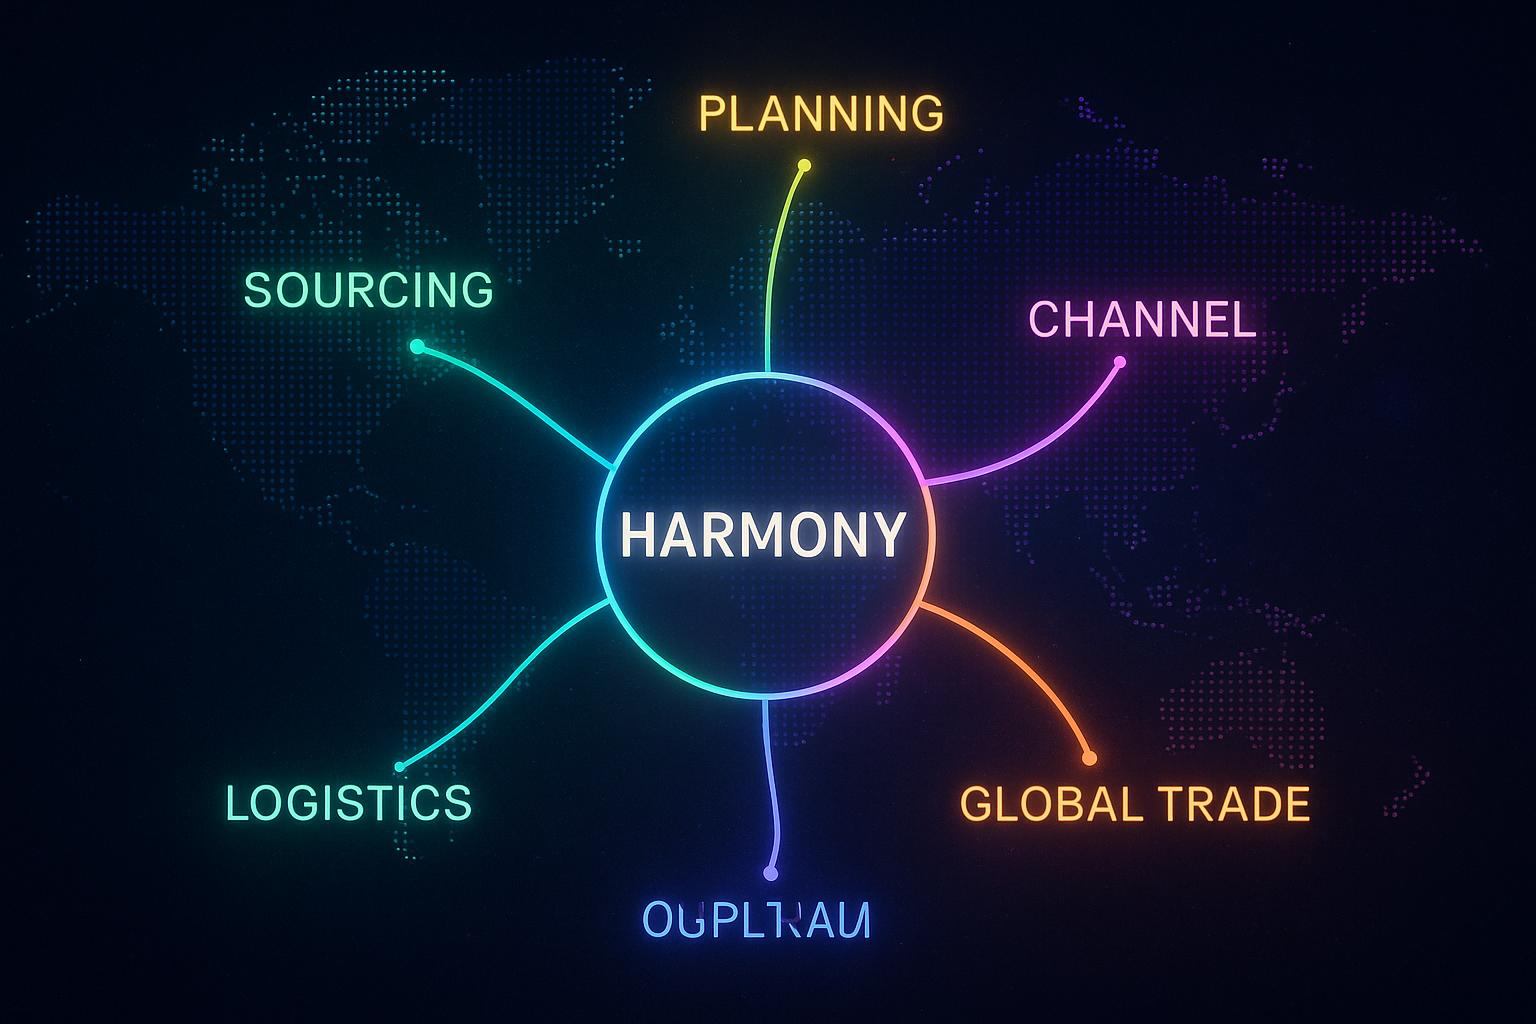 PLANNING
SOURCING
CHANNEL
HARMONY
LOGISTICS
GLOBAL TRADE